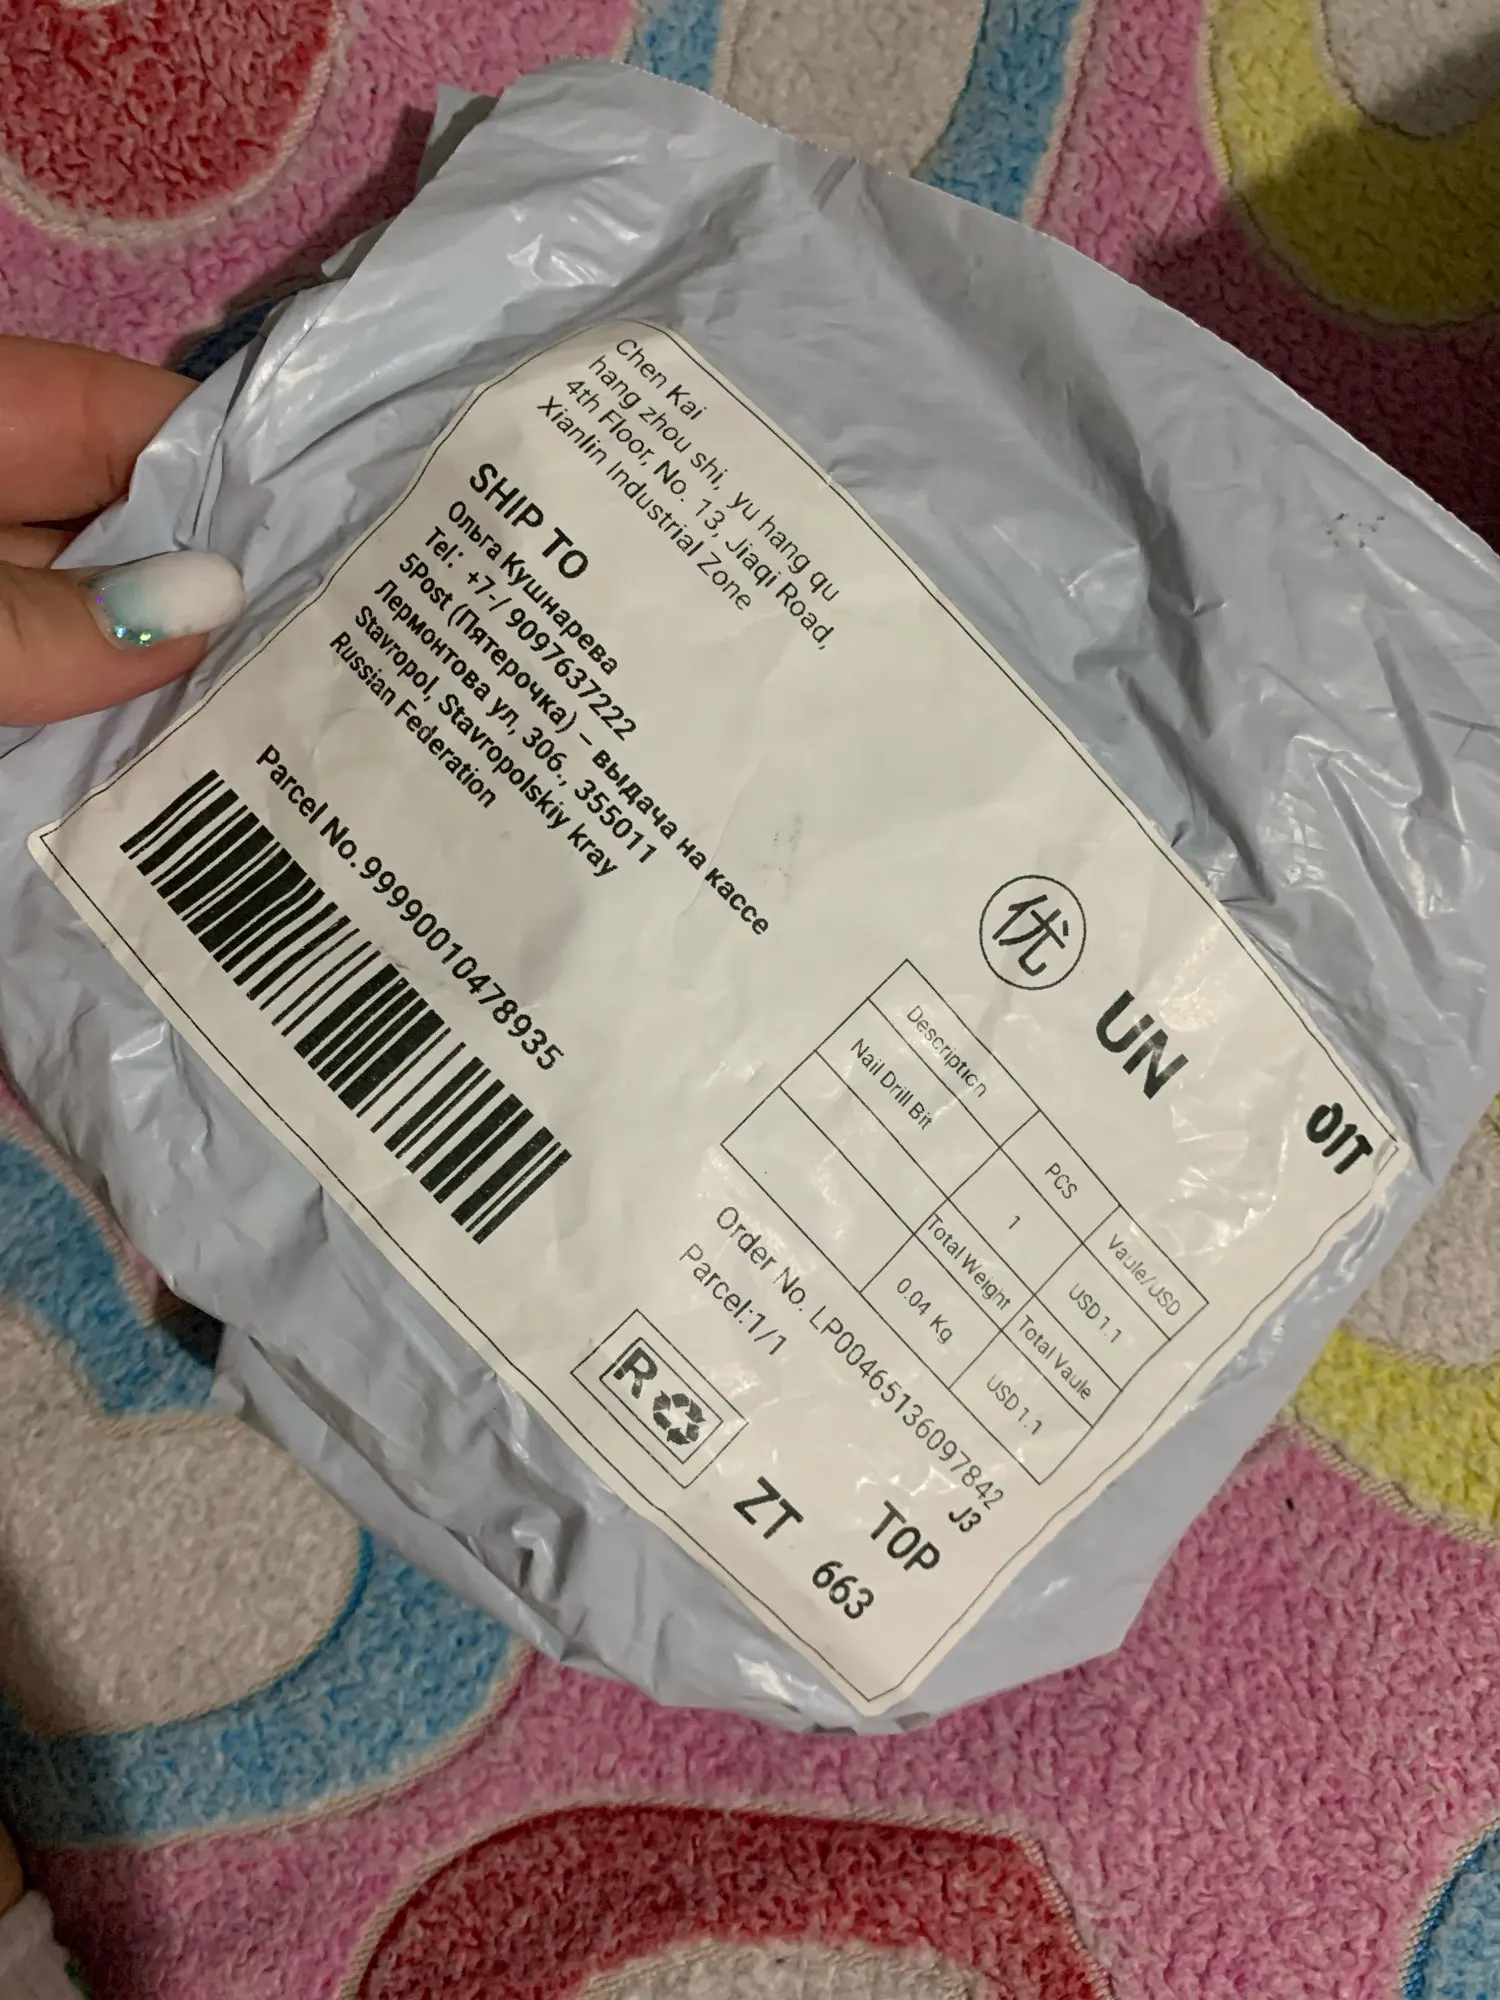 Chen Kai
hang zhou shi, yu hang qu
4th Floor, No. 13, Jiaqi Road,
Xianlin Industrial Zone
SHIP TO
Ольга Кушнарева
Tel: +7-/ 9097637222
5Post (Пятерочка) – выдача на кассе
Лермонтова ул, 306., 355011
Stavropol, Stavropolskiy kray
Russian Federation
Parcel No. 99990010478935
优
UN
01T
Description PCS Vaule/USD
Nail Drill Bit 1 USD 1.1
Total Weight Total Vaule
0.04 Kg USD 1.1
Order No. LP00465136097842
Parcel:1/1
J3
R
TOP
ZT 663